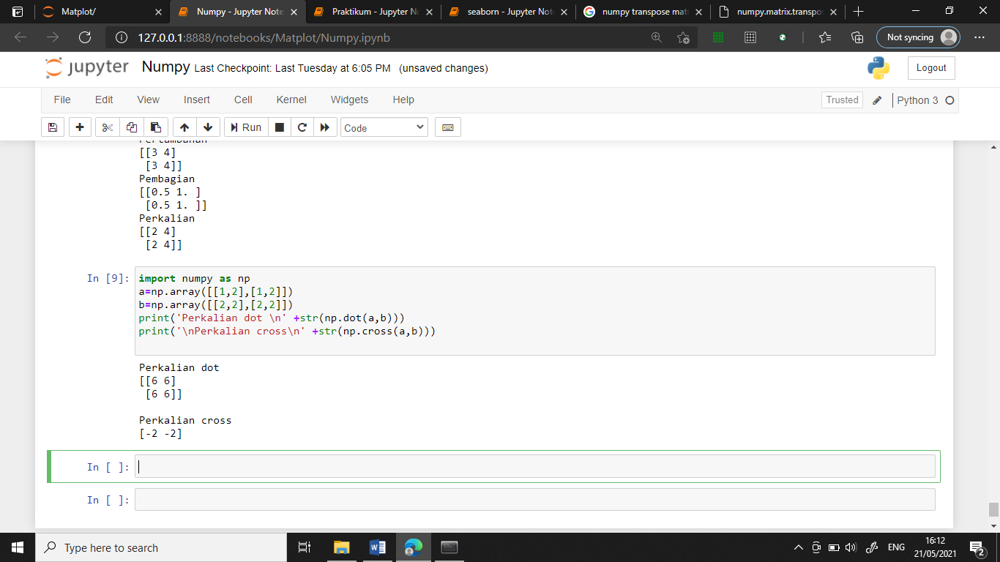 Matplot/
Numpy - Jupyter Note
Praktikum - Jupyter N
seaborn - Jupyter Not
numpy transpose mat
numpy.matrix.transpo
127.0.0.1:8888/notebooks/Matplot/Numpy.ipynb
Not syncing
jupyter Numpy Last Checkpoint: Last Tuesday at 6:05 PM (unsaved changes)
Logout
File Edit View Insert Cell Kernel Widgets Help
Trusted
Python 3
Run
Code
[[3 4]
 [3 4]]
Pembagian
[[0.5 1. ]
 [0.5 1. ]]
Perkalian
[[2 4]
 [2 4]]
In [9]:
import numpy as np
a=np.array([[1,2],[1,2]])
b=np.array([[2,2],[2,2]])
print('Perkalian dot \n' +str(np.dot(a,b)))
print('\nPerkalian cross\n' +str(np.cross(a,b)))
Perkalian dot
[[6 6]
 [6 6]]
Perkalian cross
[-2 -2]
In [ ]:
In [ ]:
Type here to search
ENG
16:12
21/05/2021
2